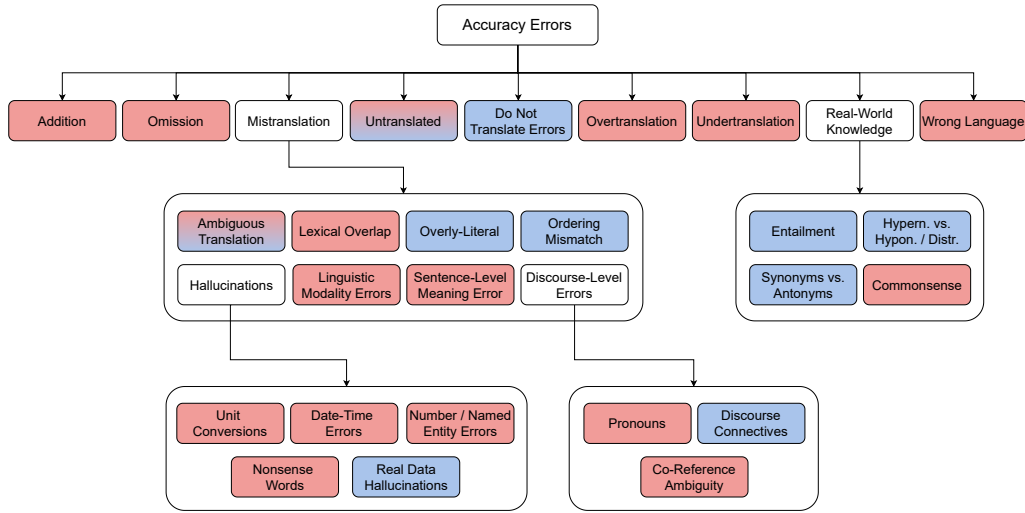 Accuracy Errors
Addition
Omission
Mistranslation
Untranslated
Do Not
Translate Errors
Overtranslation
Undertranslation
Real-World
Knowledge
Wrong Language
Ambiguous
Translation
Lexical Overlap
Overly-Literal
Ordering
Mismatch
Hallucinations
Linguistic
Modality Errors
Sentence-Level
Meaning Error
Discourse-Level
Errors
Entailment
Hypern. vs.
Hypon. / Distr.
Synonyms vs.
Antonyms
Commonsense
Unit
Conversions
Date-Time
Errors
Number / Named
Entity Errors
Nonsense
Words
Real Data
Hallucinations
Pronouns
Discourse
Connectives
Co-Reference
Ambiguity